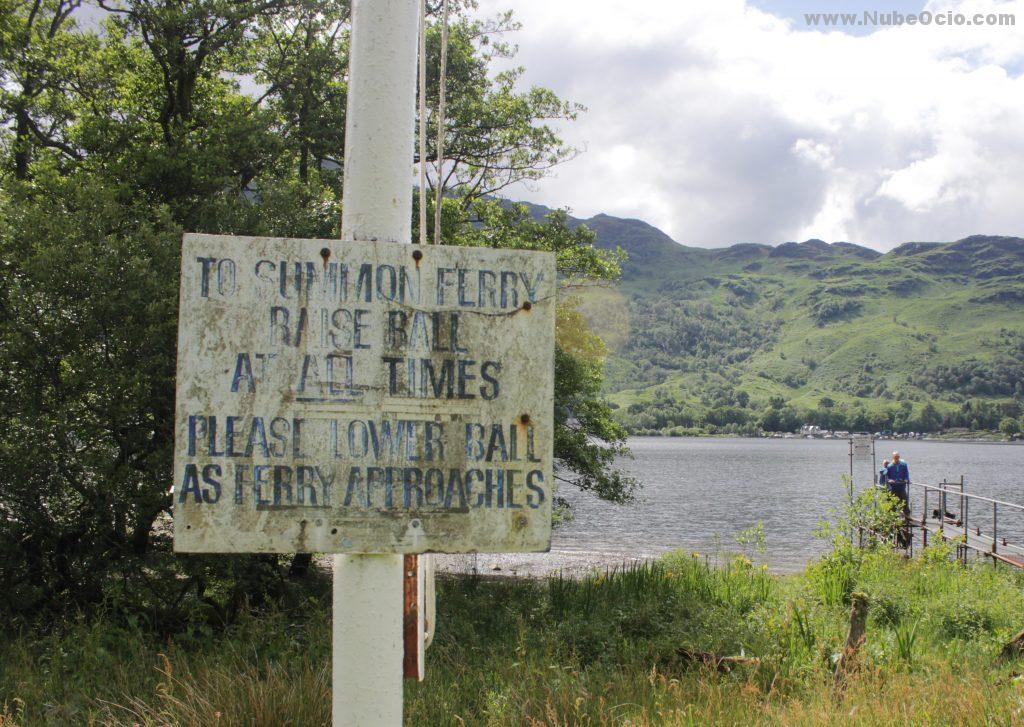 www.NubeOcio.com
TO SUMMON FERRY
RAISE BALL
AT ALL TIMES
PLEASE LOWER BALL
AS FERRY APPROACHES